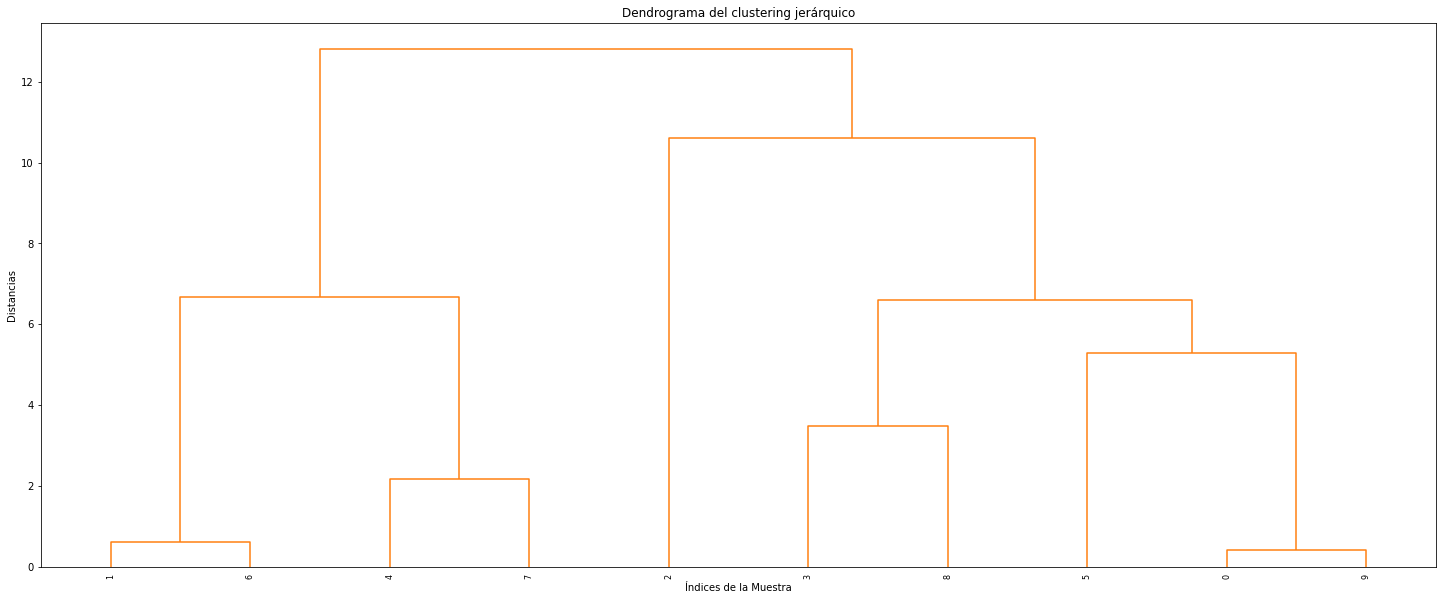 Dendrograma del clustering jerárquico
Distancias
12
10
8
6
4
2
0
1 6 4 7 2 3 8 5 0 9
Índices de la Muestra